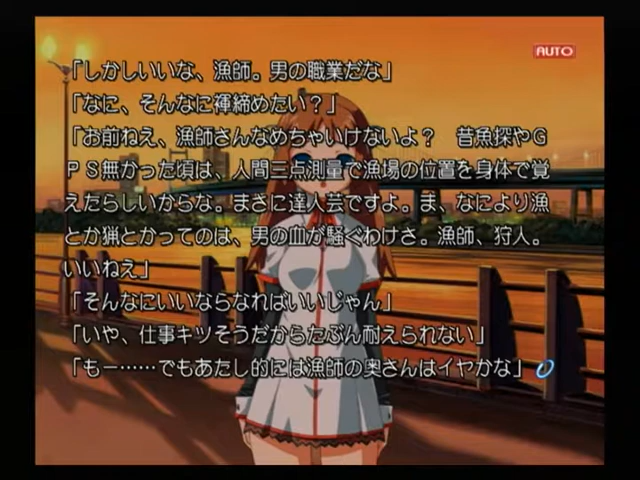 AUTO
「しかしいいな、漁師。男の職業だな」
「なに、そんなに褌締めたい？」
「お前ねえ、漁師さんなめちゃいけないよ？　昔魚探やＧ
ＰＳ無かった頃は、人間三点測量で漁場の位置を身体で覚
えたらしいからな。まさに達人芸ですよ。ま、なにより漁
とか猟とかってのは、男の血が騒ぐわけさ。漁師、狩人。
いいねえ」
「そんなにいいならなればいいじゃん」
「いや、仕事キツそうだからたぶん耐えられない」
「もー……でもあたし的には漁師の奥さんはイヤかな」